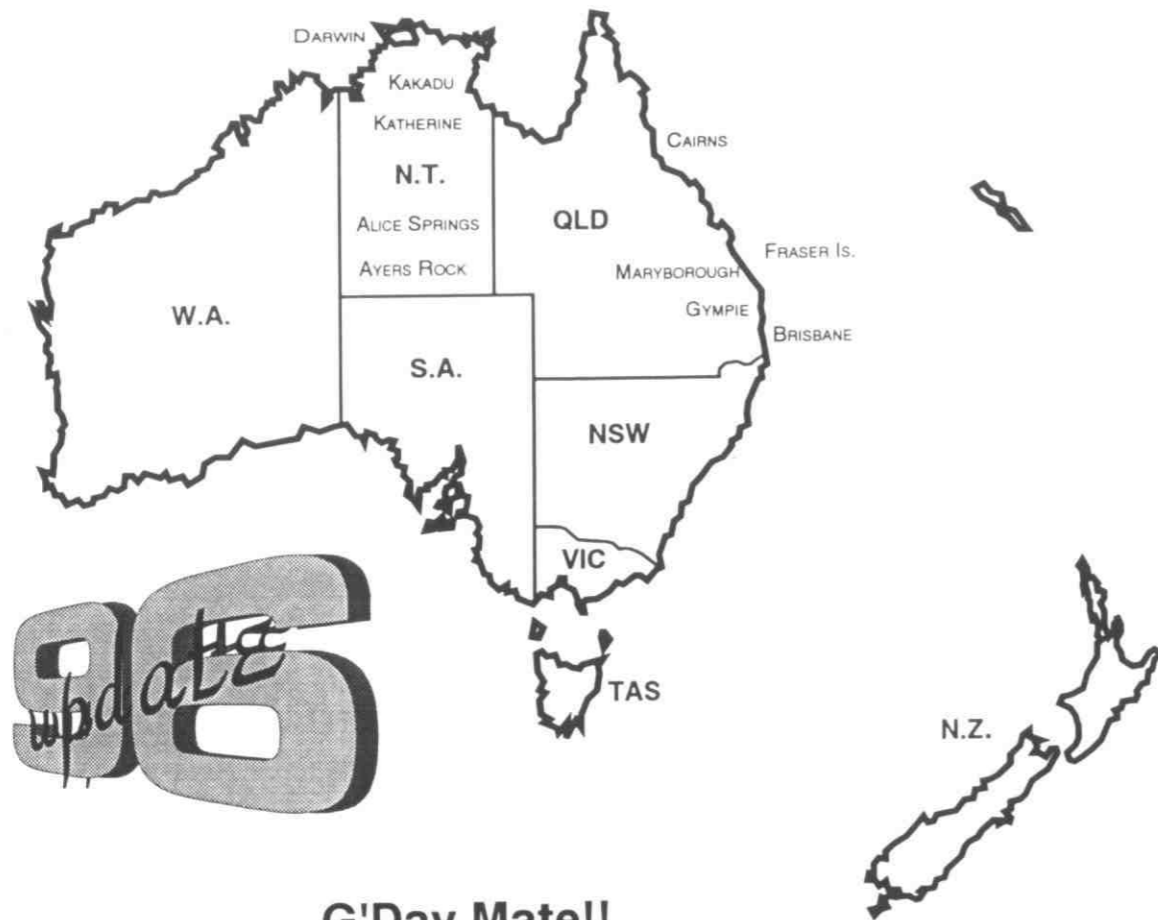 DARWIN
KAKADU
KATHERINE
CAIRNS
N.T.
QLD
ALICE SPRINGS
FRASER IS.
AYERS ROCK
MARYBOROUGH
GYMPIE
W.A.
BRISBANE
S.A.
NSW
VIC
96
update
TAS
N.Z.
G'Day Mate!!